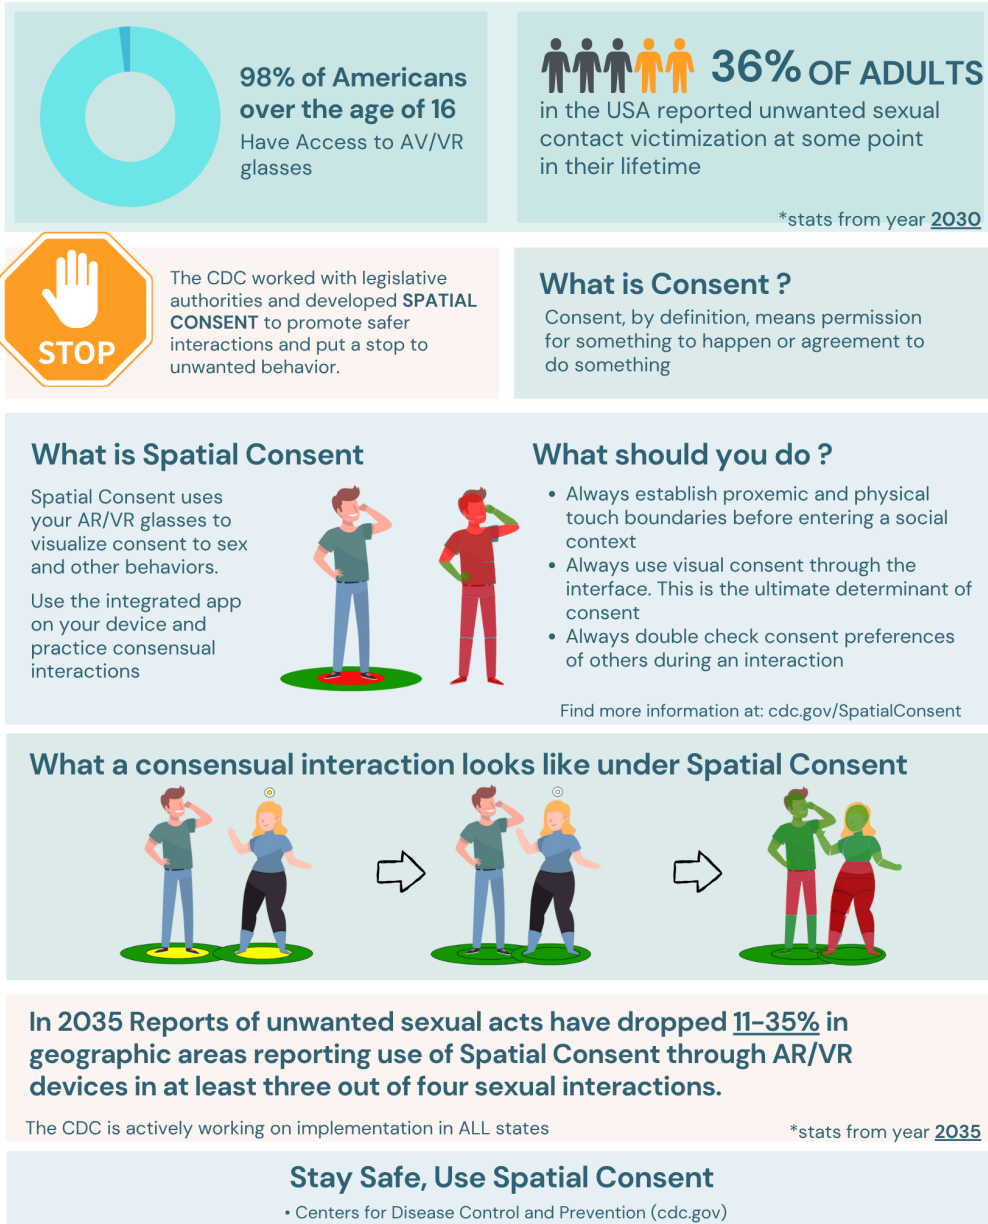 98% of Americans
over the age of 16
Have Access to AV/VR
glasses
36% OF ADULTS
in the USA reported unwanted sexual
contact victimization at some point
in their lifetime
*stats from year 2030
STOP
The CDC worked with legislative
authorities and developed SPATIAL
CONSENT to promote safer
interactions and put a stop to
unwanted behavior.
What is Consent ?
Consent, by definition, means permission
for something to happen or agreement to
do something
What is Spatial Consent
Spatial Consent uses
your AR/VR glasses to
visualize consent to sex
and other behaviors.
Use the integrated app
on your device and
practice consensual
interactions
What should you do ?
• Always establish proxemic and physical
touch boundaries before entering a social
context
• Always use visual consent through the
interface. This is the ultimate determinant of
consent
• Always double check consent preferences
of others during an interaction
Find more information at: cdc.gov/SpatialConsent
What a consensual interaction looks like under Spatial Consent
In 2035 Reports of unwanted sexual acts have dropped 11-35% in
geographic areas reporting use of Spatial Consent through AR/VR
devices in at least three out of four sexual interactions.
The CDC is actively working on implementation in ALL states
*stats from year 2035
Stay Safe, Use Spatial Consent
• Centers for Disease Control and Prevention (cdc.gov)